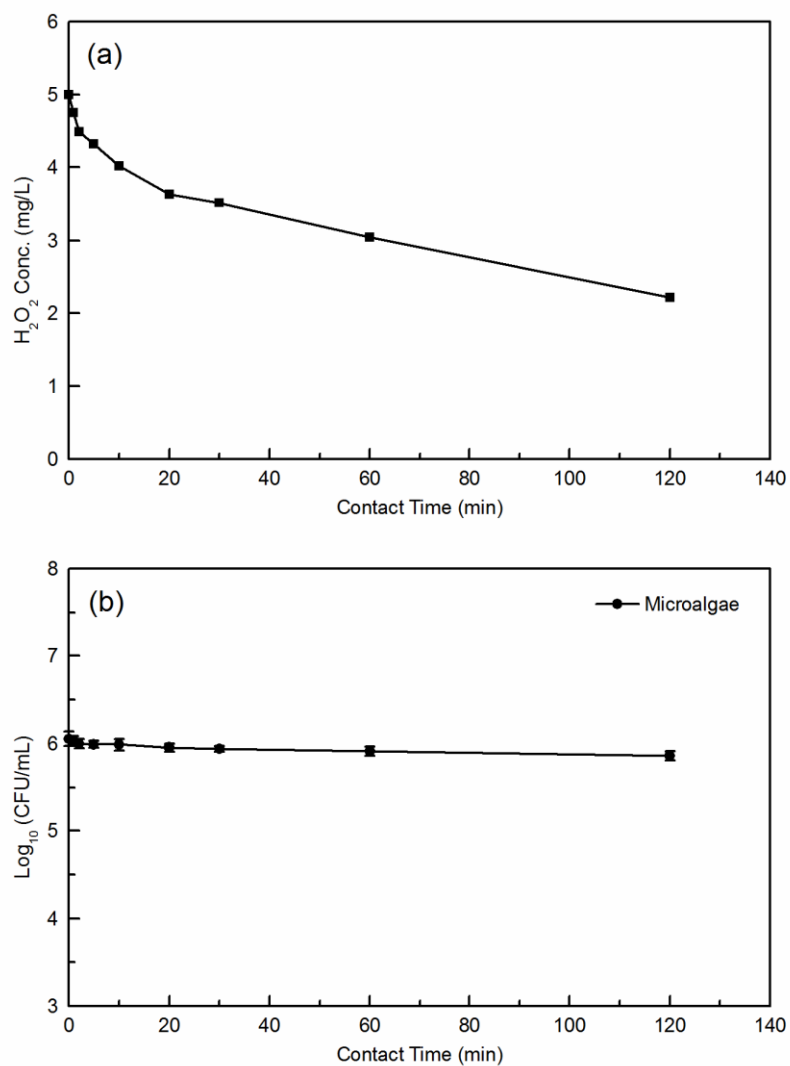 (a)
6
5
4
3
2
1
0
H₂O₂ Conc. (mg/L)
0 20 40 60 80 100 120 140
Contact Time (min)
(b)
Microalgae
8
7
6
5
4
3
Log₁₀ (CFU/mL)
0 20 40 60 80 100 120 140
Contact Time (min)